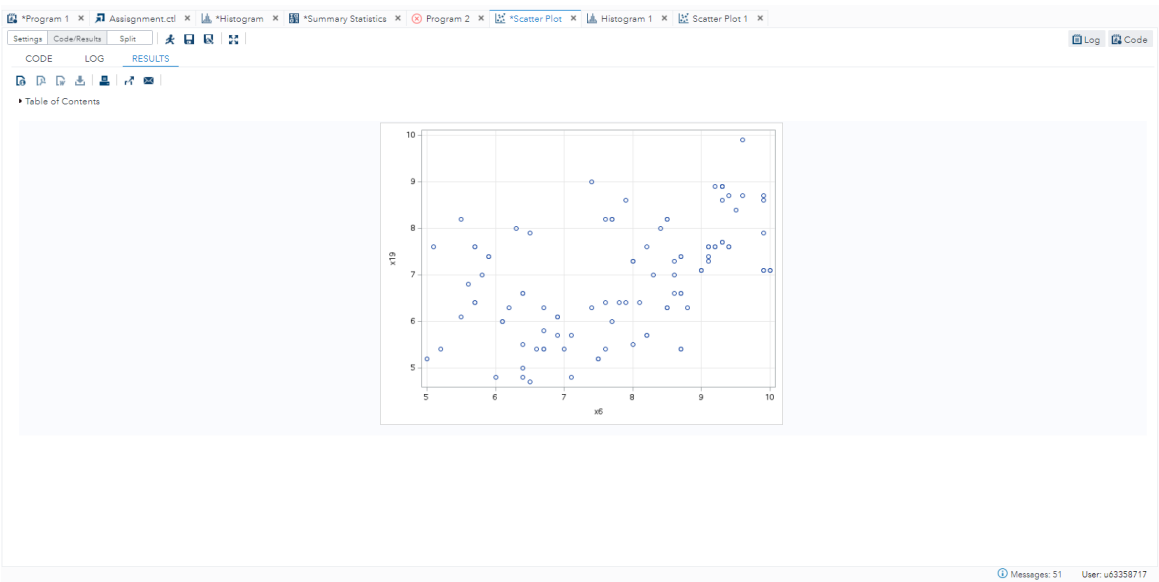 *Program 1 × Assisgnment.ctl × *Histogram × *Summary Statistics × Program 2 × *Scatter Plot × Histogram 1 × Scatter Plot 1 ×
Settings Code/Results Split Log Code
CODE LOG RESULTS
Table of Contents
10
9
8
7
6
5
x19
5 6 7 8 9 10
x6
Messages: 51 User: u63358717